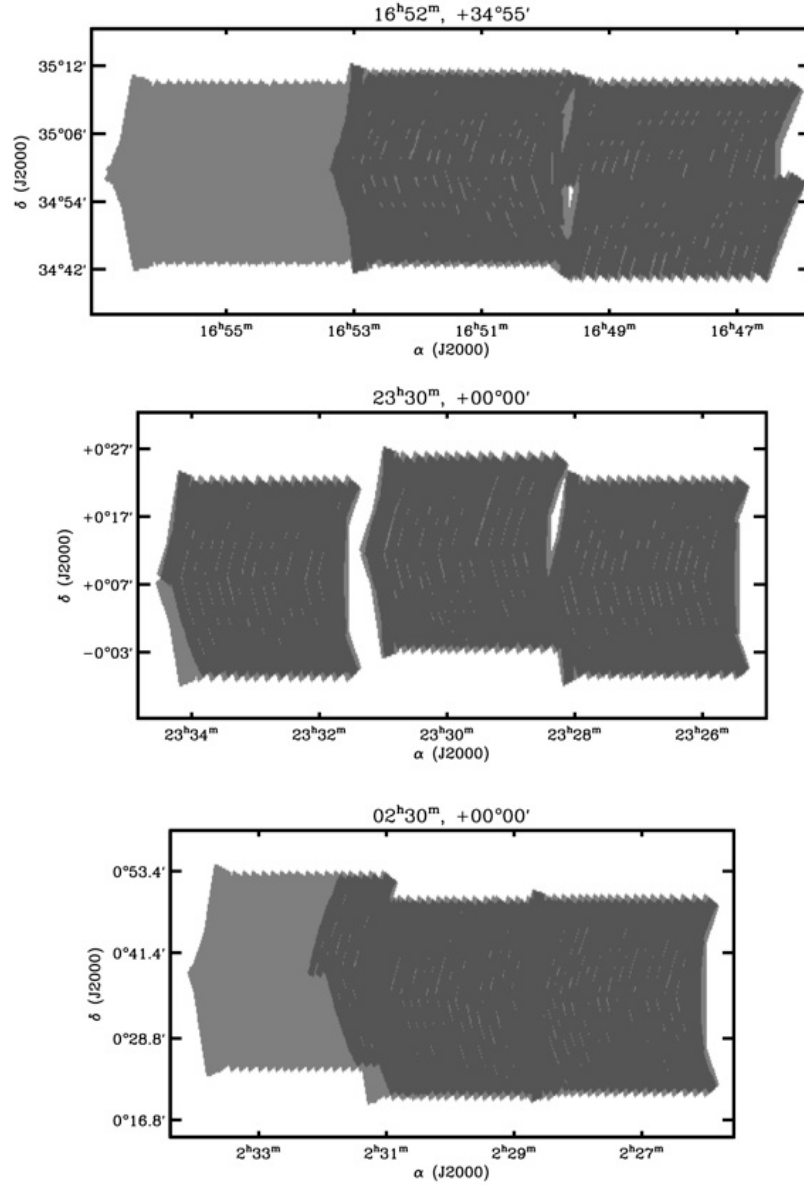 16ʰ52ᵐ, +34°55′
35°12′
35°06′
34°54′
34°42′
δ (J2000)
16ʰ55ᵐ 16ʰ53ᵐ 16ʰ51ᵐ 16ʰ49ᵐ 16ʰ47ᵐ
α (J2000)
23ʰ30ᵐ, +00°00′
+0°27′
+0°17′
+0°07′
−0°03′
δ (J2000)
23ʰ34ᵐ 23ʰ32ᵐ 23ʰ30ᵐ 23ʰ28ᵐ 23ʰ26ᵐ
α (J2000)
02ʰ30ᵐ, +00°00′
0°53.4′
0°41.4′
0°28.8′
0°16.8′
δ (J2000)
2ʰ33ᵐ 2ʰ31ᵐ 2ʰ29ᵐ 2ʰ27ᵐ
α (J2000)